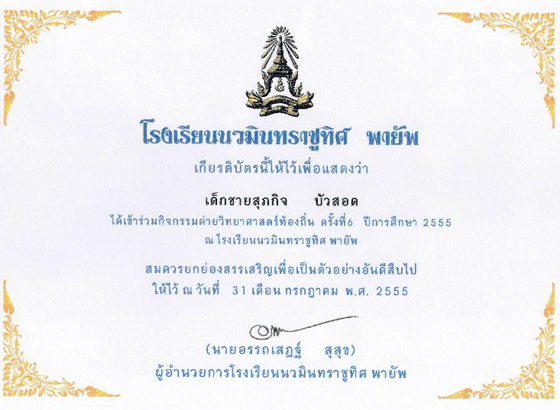 โรงเรียนนวมินทราชูทิศ พายัพ
เกียรติบัตรนี้ให้ไว้เพื่อแสดงว่า
เด็กชายสุภกิจ บัวสอด
ได้เข้าร่วมกิจกรรมค่ายวิทยาศาสตร์ท้องถิ่น ครั้งที่6 ปีการศึกษา 2555
ณ โรงเรียนนวมินทราชูทิศ พายัพ
สมควรยกย่องสรรเสริญเพื่อเป็นตัวอย่างอันดีสืบไป
ให้ไว้ ณ วันที่ 31 เดือน กรกฎาคม พ.ศ. 2555
(นายอรรถเสฏฐ์ สุสุข)
ผู้อำนวยการโรงเรียนนวมินทราชูทิศ พายัพ